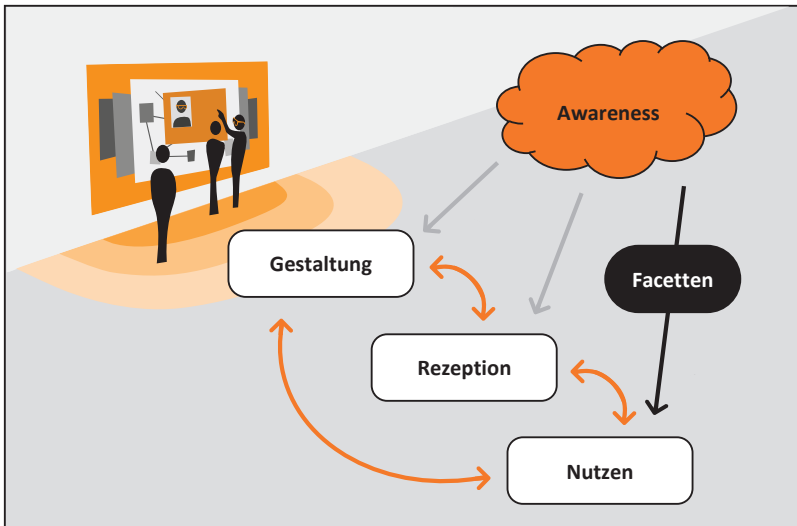 Awareness
Gestaltung
Facetten
Rezeption
Nutzen